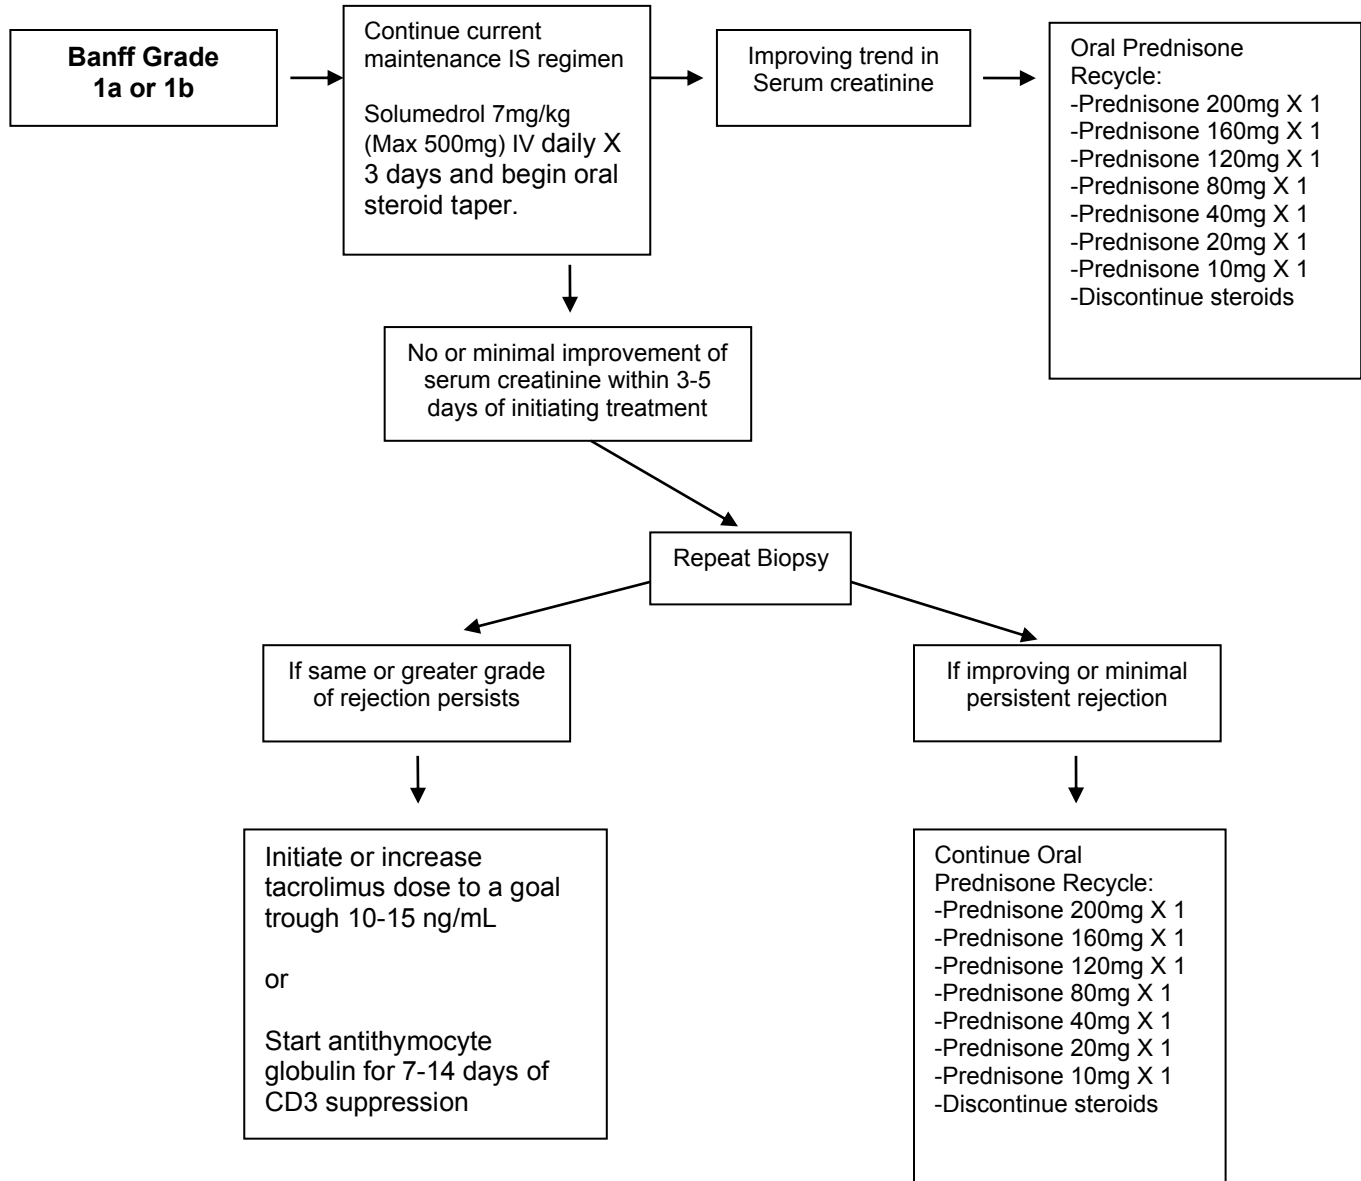 Banff Grade
1a or 1b
Continue current
maintenance IS regimen
Solumedrol 7mg/kg
(Max 500mg) IV daily X
3 days and begin oral
steroid taper.
Improving trend in
Serum creatinine
Oral Prednisone
Recycle:
-Prednisone 200mg X 1
-Prednisone 160mg X 1
-Prednisone 120mg X 1
-Prednisone 80mg X 1
-Prednisone 40mg X 1
-Prednisone 20mg X 1
-Prednisone 10mg X 1
-Discontinue steroids
No or minimal improvement of
serum creatinine within 3-5
days of initiating treatment
Repeat Biopsy
If same or greater grade
of rejection persists
If improving or minimal
persistent rejection
Initiate or increase
tacrolimus dose to a goal
trough 10-15 ng/mL
or
Start antithymocyte
globulin for 7-14 days of
CD3 suppression
Continue Oral
Prednisone Recycle:
-Prednisone 200mg X 1
-Prednisone 160mg X 1
-Prednisone 120mg X 1
-Prednisone 80mg X 1
-Prednisone 40mg X 1
-Prednisone 20mg X 1
-Prednisone 10mg X 1
-Discontinue steroids